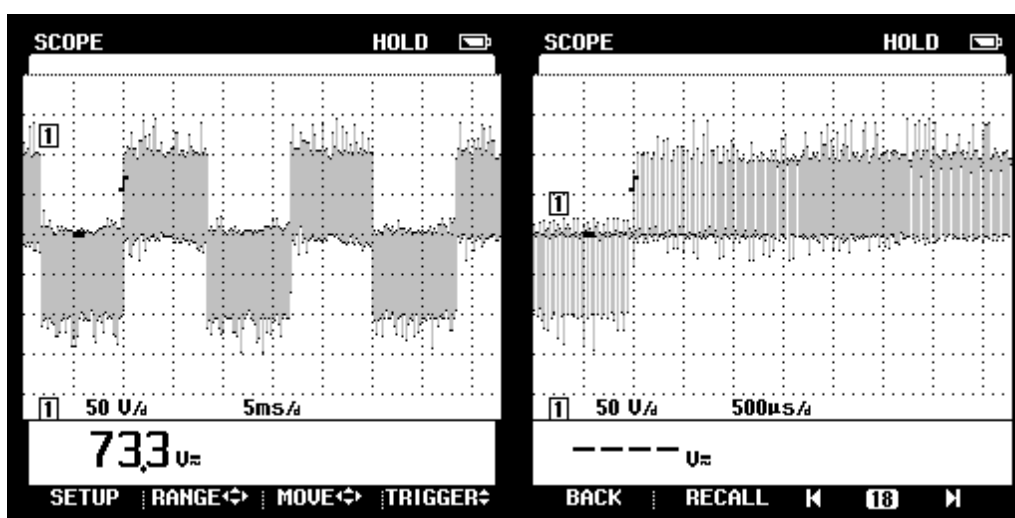 SCOPE HOLD
1
1 50 V/d 5ms/d
73.3 V≂
SETUP RANGE MOVE TRIGGER
SCOPE HOLD
1
1 50 V/d 500µs/d
---- V≂
BACK RECALL 18